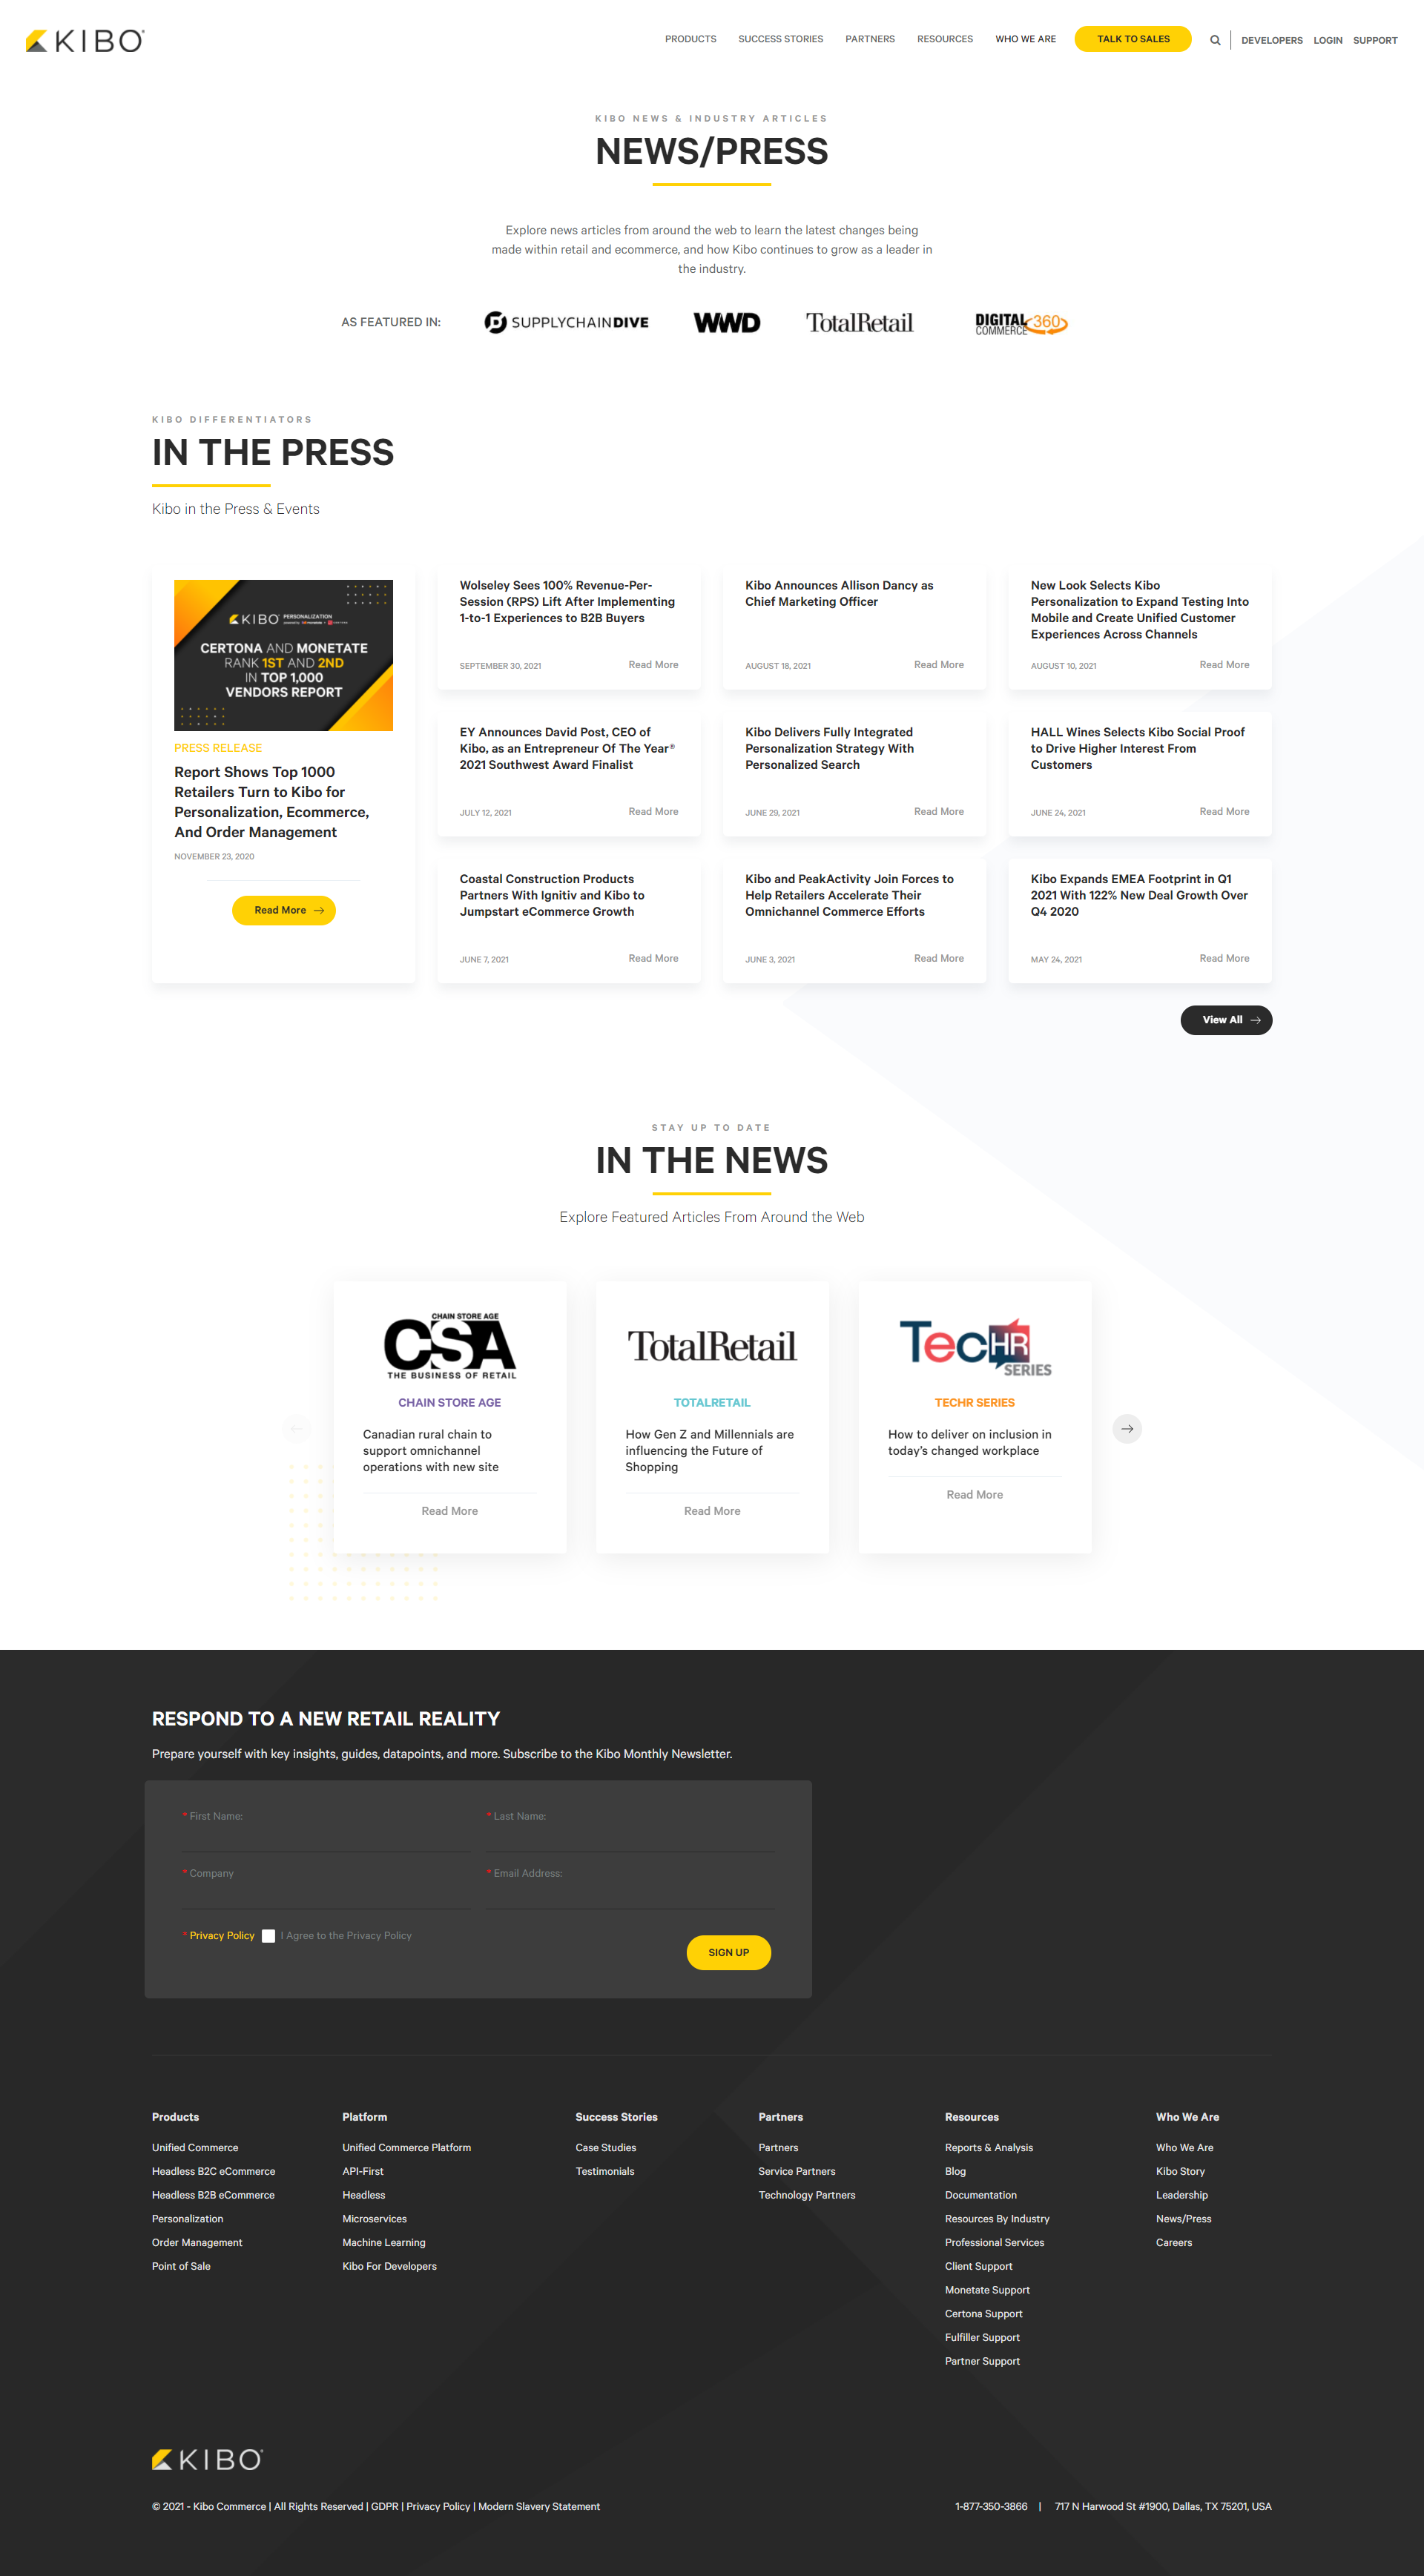 KIBO
PRODUCTS
SUCCESS STORIES
PARTNERS
RESOURCES
WHO WE ARE
TALK TO SALES
DEVELOPERS
LOGIN
SUPPORT
KIBO NEWS & INDUSTRY ARTICLES
NEWS/PRESS
Explore news articles from around the web to learn the latest changes being
made within retail and ecommerce, and how Kibo continues to grow as a leader in
the industry.
AS FEATURED IN:
SUPPLYCHAINDIVE
WWD
TotalRetail
DIGITAL
COMMERCE 360
KIBO DIFFERENTIATORS
IN THE PRESS
Kibo in the Press & Events
KIBO PERSONALIZATION
CERTONA AND MONETATE
RANK 1ST AND 2ND
IN TOP 1,000
VENDORS REPORT
PRESS RELEASE
Report Shows Top 1000
Retailers Turn to Kibo for
Personalization, Ecommerce,
And Order Management
NOVEMBER 23, 2020
Read More
Wolseley Sees 100% Revenue-Per-
Session (RPS) Lift After Implementing
1-to-1 Experiences to B2B Buyers
SEPTEMBER 30, 2021
Read More
Kibo Announces Allison Dancy as
Chief Marketing Officer
AUGUST 18, 2021
Read More
New Look Selects Kibo
Personalization to Expand Testing Into
Mobile and Create Unified Customer
Experiences Across Channels
AUGUST 10, 2021
Read More
EY Announces David Post, CEO of
Kibo, as an Entrepreneur Of The Year®
2021 Southwest Award Finalist
JULY 12, 2021
Read More
Kibo Delivers Fully Integrated
Personalization Strategy With
Personalized Search
JUNE 29, 2021
Read More
HALL Wines Selects Kibo Social Proof
to Drive Higher Interest From
Customers
JUNE 24, 2021
Read More
Coastal Construction Products
Partners With Ignitiv and Kibo to
Jumpstart eCommerce Growth
JUNE 7, 2021
Read More
Kibo and PeakActivity Join Forces to
Help Retailers Accelerate Their
Omnichannel Commerce Efforts
JUNE 3, 2021
Read More
Kibo Expands EMEA Footprint in Q1
2021 With 122% New Deal Growth Over
Q4 2020
MAY 24, 2021
Read More
View All
STAY UP TO DATE
IN THE NEWS
Explore Featured Articles From Around the Web
CHAIN STORE AGE
CSA
THE BUSINESS OF RETAIL
CHAIN STORE AGE
Canadian rural chain to
support omnichannel
operations with new site
Read More
TotalRetail
TOTALRETAIL
How Gen Z and Millennials are
influencing the Future of
Shopping
Read More
TecHR
SERIES
TECHR SERIES
How to deliver on inclusion in
today's changed workplace
Read More
RESPOND TO A NEW RETAIL REALITY
Prepare yourself with key insights, guides, datapoints, and more. Subscribe to the Kibo Monthly Newsletter.
* First Name:
* Last Name:
* Company
* Email Address:
* Privacy Policy
I Agree to the Privacy Policy
SIGN UP
Products
Unified Commerce
Headless B2C eCommerce
Headless B2B eCommerce
Personalization
Order Management
Point of Sale
Platform
Unified Commerce Platform
API-First
Headless
Microservices
Machine Learning
Kibo For Developers
Success Stories
Case Studies
Testimonials
Partners
Partners
Service Partners
Technology Partners
Resources
Reports & Analysis
Blog
Documentation
Resources By Industry
Professional Services
Client Support
Monetate Support
Certona Support
Fulfiller Support
Partner Support
Who We Are
Who We Are
Kibo Story
Leadership
News/Press
Careers
KIBO
© 2021 - Kibo Commerce | All Rights Reserved | GDPR | Privacy Policy | Modern Slavery Statement
1-877-350-3866 | 717 N Harwood St #1900, Dallas, TX 75201, USA